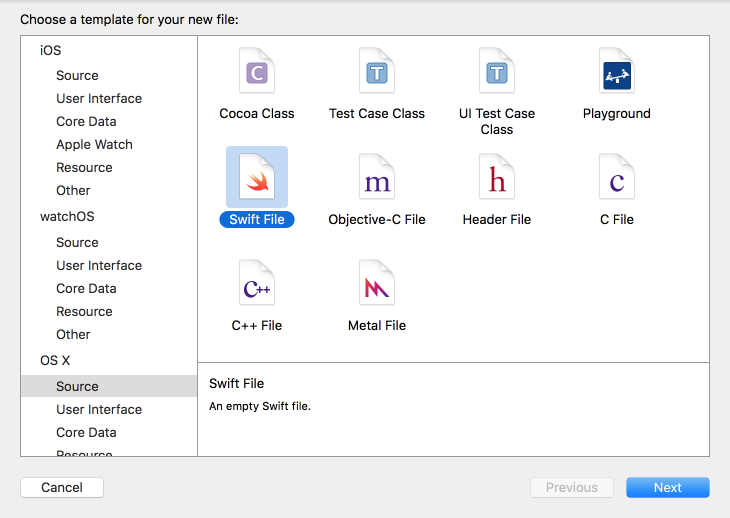 Choose a template for your new file:
iOS
Source
User Interface
Core Data
Apple Watch
Resource
Other
watchOS
Source
User Interface
Core Data
Resource
Other
OS X
Source
User Interface
Core Data
Resource
C
Cocoa Class
T
Test Case Class
T
UI Test Case
Class
Playground
Swift File
m
Objective-C File
h
Header File
c
C File
C++
C++ File
Metal File
Swift File
An empty Swift file.
Cancel
Previous
Next